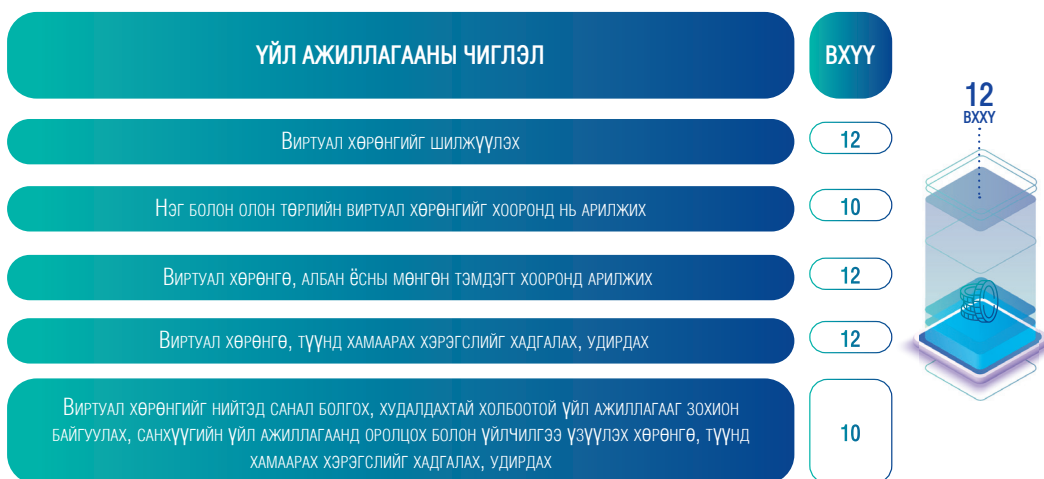 ҮЙЛ АЖИЛЛАГААНЫ ЧИГЛЭЛ
ВХҮҮ
Виртуал хөрөнгийг шилжүүлэх
12
Нэг болон олон төрлийн виртуал хөрөнгийг хооронд нь арилжих
10
Виртуал хөрөнгө, албан ёсны мөнгөн тэмдэгт хооронд арилжих
12
Виртуал хөрөнгө, түүнд хамаарах хэрэгслийг хадгалах, удирдах
12
Виртуал хөрөнгийг нийтэд санал болгох, худалдахтай холбоотой үйл ажиллагааг зохион
байгуулах, санхүүгийн үйл ажиллагаанд оролцох болон үйлчилгээ үзүүлэх хөрөнгө, түүнд
хамаарах хэрэгслийг хадгалах, удирдах
10
12
ВХХҮ